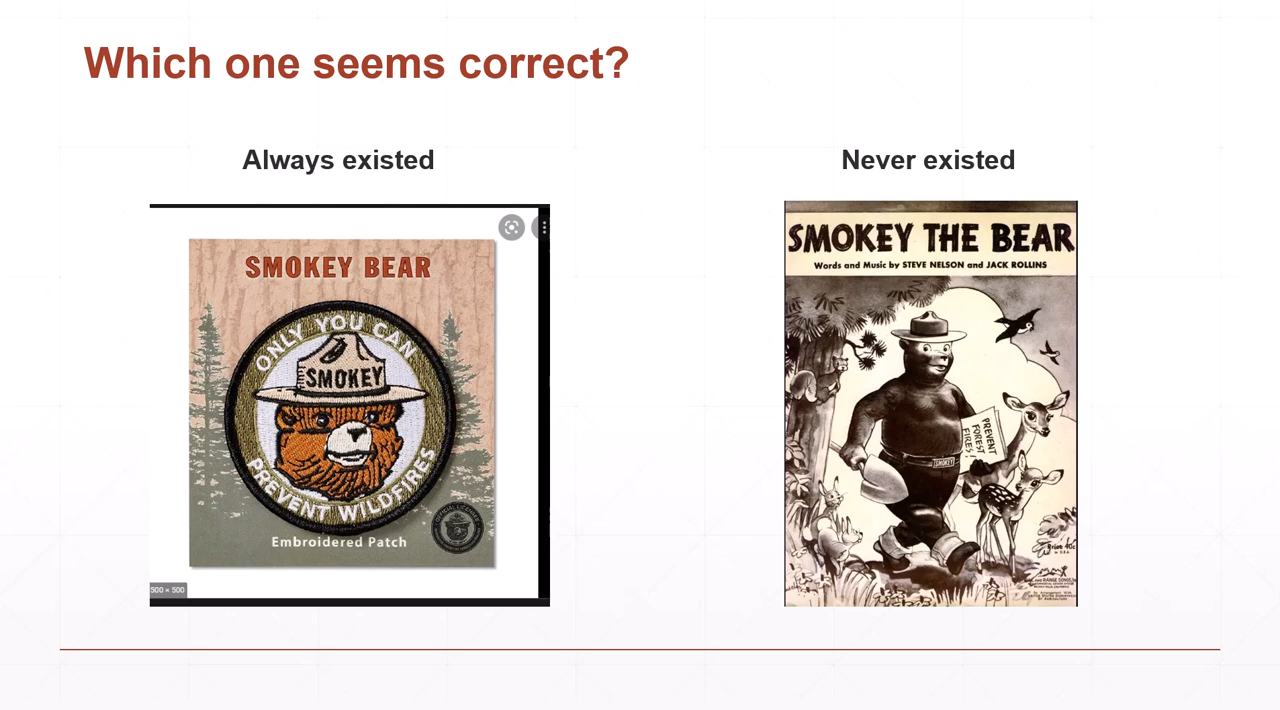 Which one seems correct?
Always existed
Never existed
SMOKEY BEAR
ONLY YOU CAN
SMOKEY
PREVENT WILDFIRES
Embroidered Patch
500 × 500
SMOKEY THE BEAR
Words and Music by STEVE NELSON and JACK ROLLINS
PREVENT
FOREST
FIRES!
SMOKEY